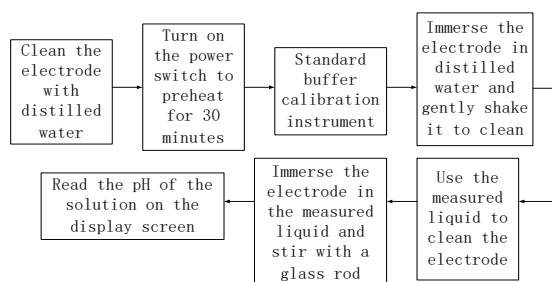 Clean the
electrode
with
distilled
water
Turn on
the power
switch to
preheat
for 30
minutes
Standard
buffer
calibration
instrument
Immerse the
electrode in
distilled
water and
gently shake
it to clean
Use the
measured
liquid to
clean the
electrode
Immerse the
electrode in
the measured
liquid and
stir with a
glass rod
Read the pH of the
solution on the
display screen